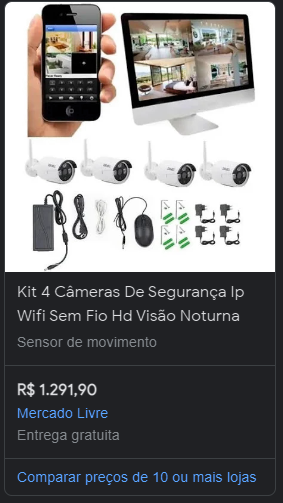 Kit 4 Câmeras De Segurança Ip
Wifi Sem Fio Hd Visão Noturna
Sensor de movimento
R$ 1.291,90
Mercado Livre
Entrega gratuita
Comparar preços de 10 ou mais lojas